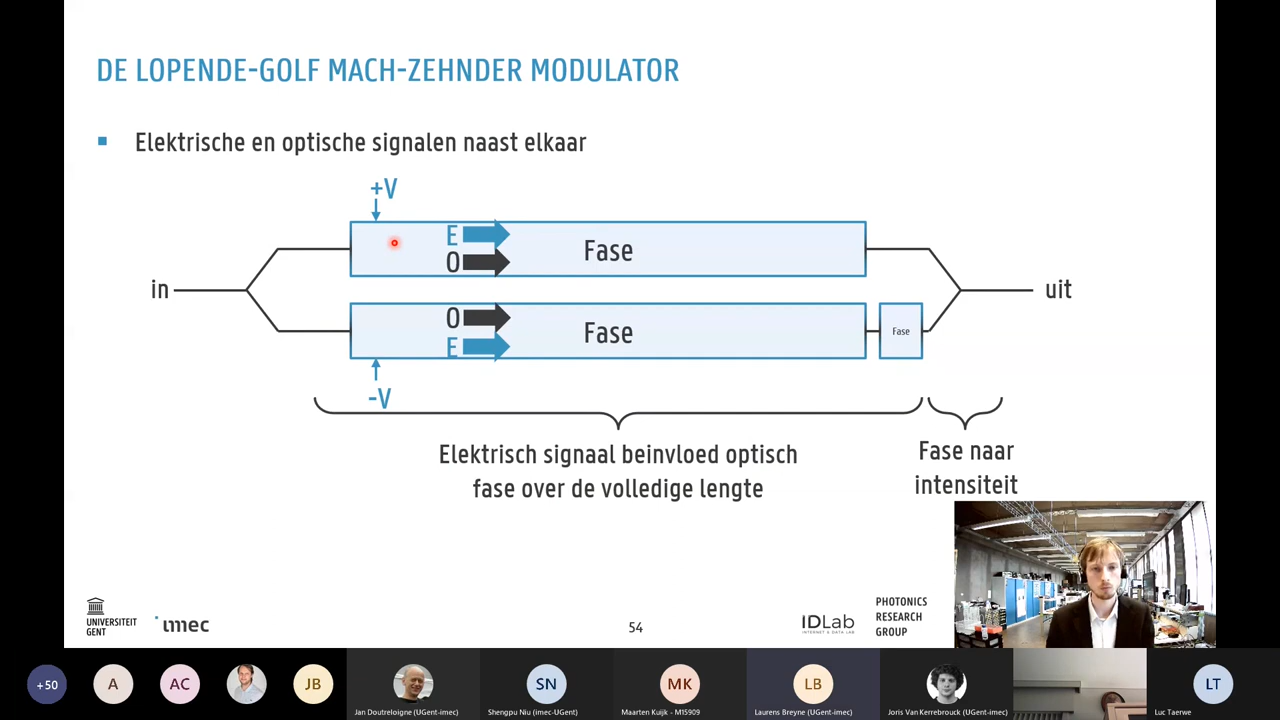 DE LOPENDE-GOLF MACH-ZEHNDER MODULATOR
Elektrische en optische signalen naast elkaar
+V
E
Fase
O
in
uit
O
Fase
Fase
E
-V
Elektrisch signaal beinvloed optisch
fase over de volledige lengte
Fase naar
intensiteit
UNIVERSITEIT
GENT
imec
54
IDLab
INTERNET & DATA LAB
PHOTONICS
RESEARCH
GROUP
+50
A
AC
JB
SN
MK
LB
LT
Jan Doutreloigne (UGent-imec)
Shengpu Niu (imec-UGent)
Maarten Kuijk - M15909
Laurens Breyne (UGent-imec)
Joris Van Kerrebrouck (UGent-imec)
Luc Taerwe